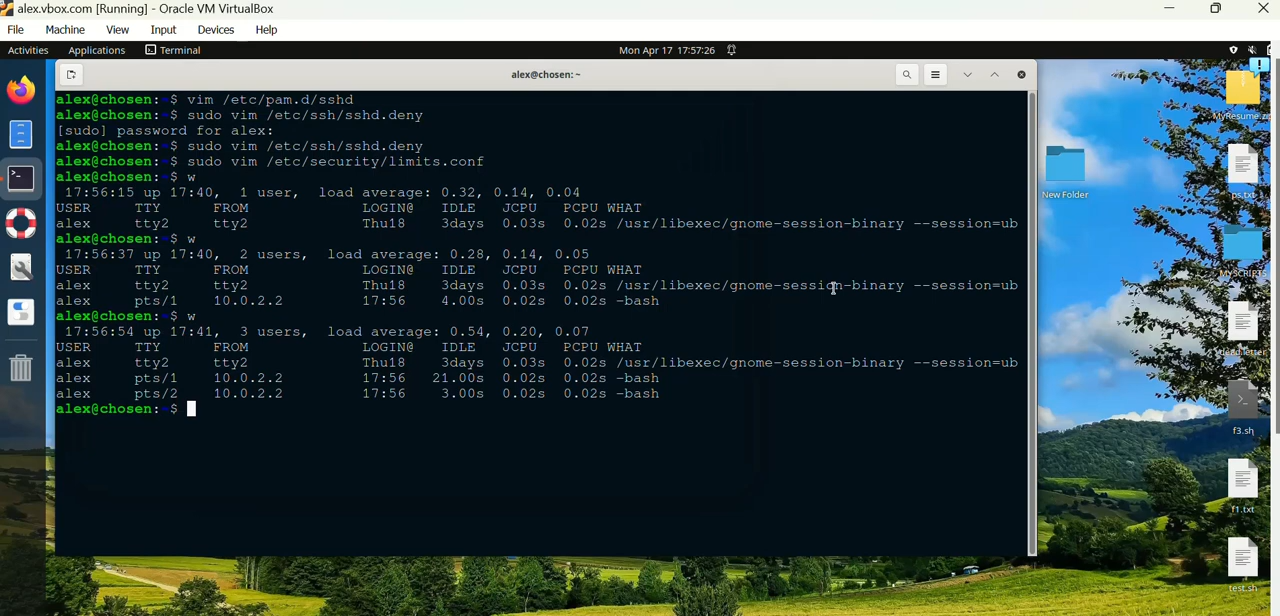 alex.vbox.com [Running] - Oracle VM VirtualBox
File Machine View Input Devices Help
Activities Applications Terminal Mon Apr 17 17:57:26
alex@chosen: ~
alex@chosen:~$ vim /etc/pam.d/sshd
alex@chosen:~$ sudo vim /etc/ssh/sshd.deny
[sudo] password for alex:
alex@chosen:~$ sudo vim /etc/ssh/sshd.deny
alex@chosen:~$ sudo vim /etc/security/limits.conf
alex@chosen:~$ w
17:56:15 up 17:40, 1 user, load average: 0.32, 0.14, 0.04
USER TTY FROM LOGIN@ IDLE JCPU PCPU WHAT
alex tty2 tty2 Thu18 3days 0.03s 0.02s /usr/libexec/gnome-session-binary --session=ub
alex@chosen:~$ w
17:56:37 up 17:40, 2 users, load average: 0.28, 0.14, 0.05
USER TTY FROM LOGIN@ IDLE JCPU PCPU WHAT
alex tty2 tty2 Thu18 3days 0.03s 0.02s /usr/libexec/gnome-session-binary --session=ub
alex pts/1 10.0.2.2 17:56 4.00s 0.02s 0.02s -bash
alex@chosen:~$ w
17:56:54 up 17:41, 3 users, load average: 0.54, 0.20, 0.07
USER TTY FROM LOGIN@ IDLE JCPU PCPU WHAT
alex tty2 tty2 Thu18 3days 0.03s 0.02s /usr/libexec/gnome-session-binary --session=ub
alex pts/1 10.0.2.2 17:56 21.00s 0.02s 0.02s -bash
alex pts/2 10.0.2.2 17:56 3.00s 0.02s 0.02s -bash
alex@chosen:~$
MyResume.zip
New Folder
ps.txt
MYSCRIPTS
dead.letter
f3.sh
f1.txt
test.sh